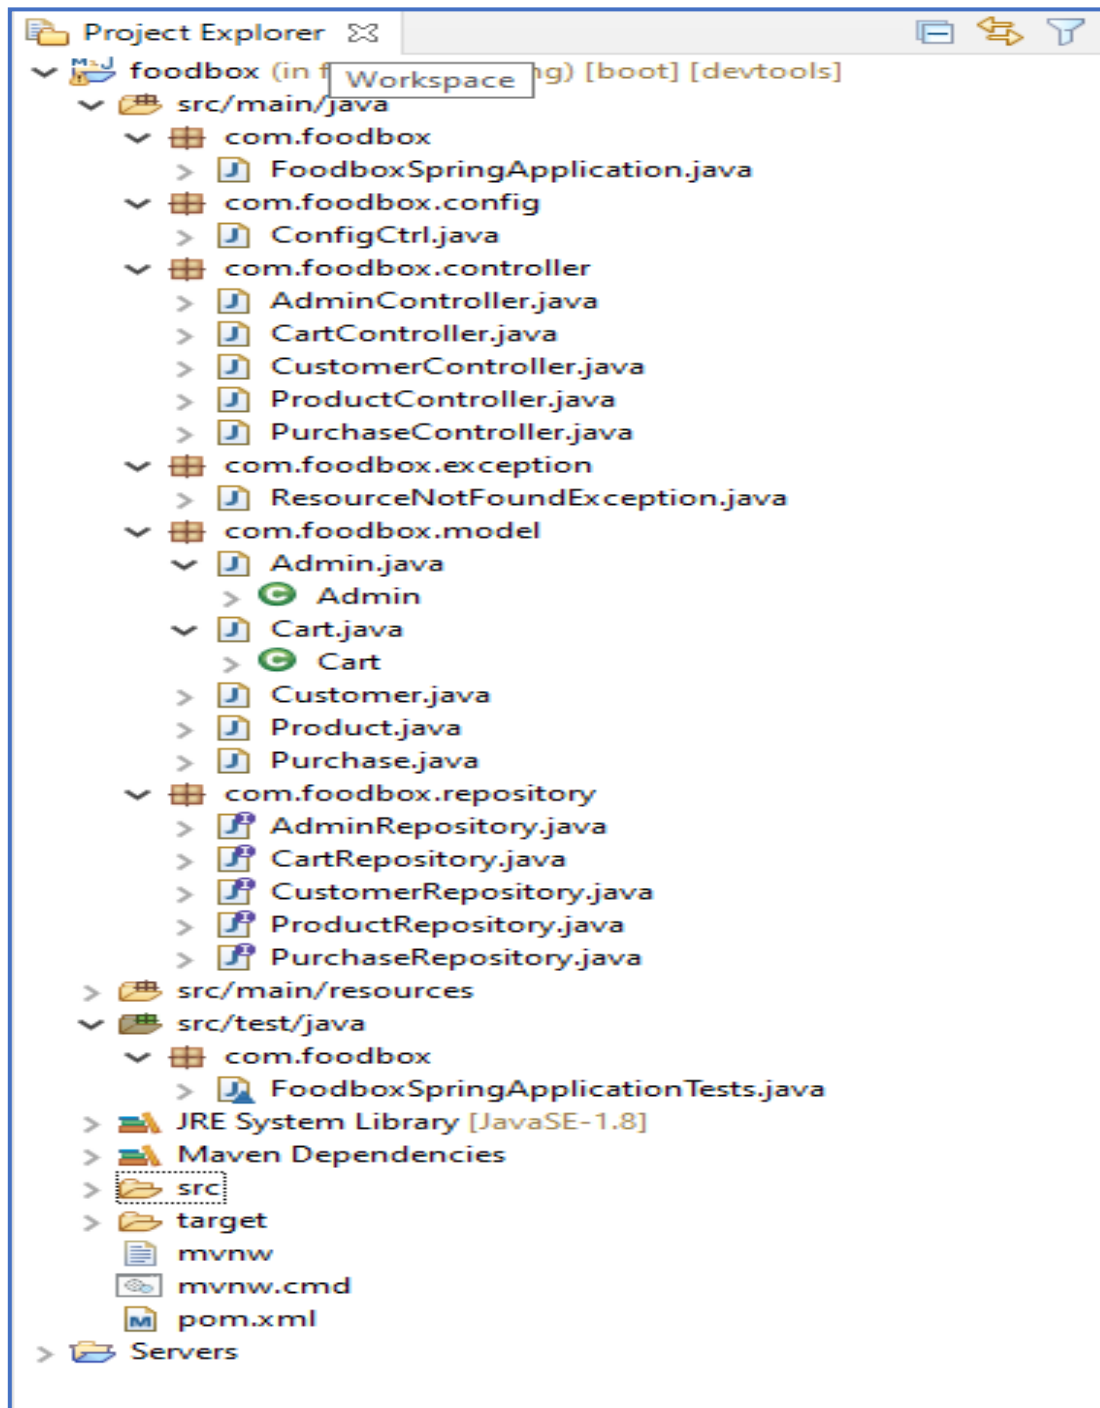 Project Explorer
foodbox (in f ng) [boot] [devtools]
Workspace
src/main/java
com.foodbox
FoodboxSpringApplication.java
com.foodbox.config
ConfigCtrl.java
com.foodbox.controller
AdminController.java
CartController.java
CustomerController.java
ProductController.java
PurchaseController.java
com.foodbox.exception
ResourceNotFoundException.java
com.foodbox.model
Admin.java
Admin
Cart.java
Cart
Customer.java
Product.java
Purchase.java
com.foodbox.repository
AdminRepository.java
CartRepository.java
CustomerRepository.java
ProductRepository.java
PurchaseRepository.java
src/main/resources
src/test/java
com.foodbox
FoodboxSpringApplicationTests.java
JRE System Library [JavaSE-1.8]
Maven Dependencies
src
target
mvnw
mvnw.cmd
pom.xml
Servers